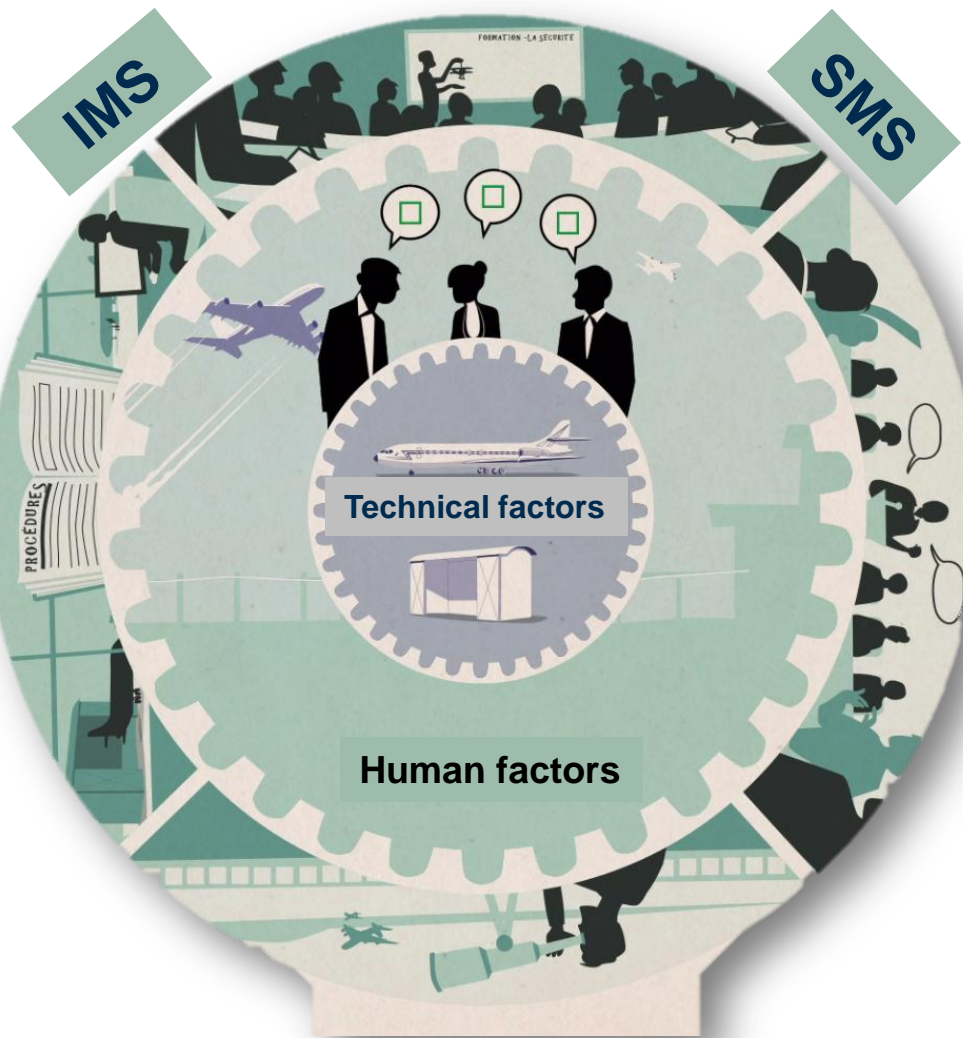 IMS
SMS
FORMATION - LA SÉCURITÉ
PROCÉDURES
Technical factors
Human factors